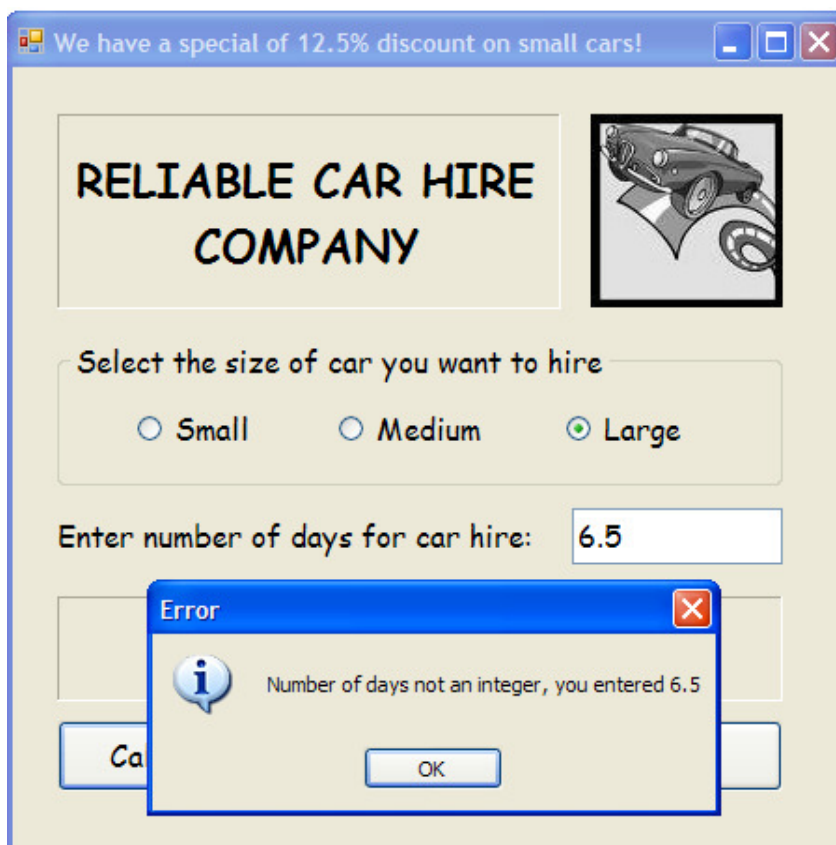 We have a special of 12.5% discount on small cars!
RELIABLE CAR HIRE
COMPANY
Select the size of car you want to hire
Small Medium Large
Enter number of days for car hire: 6.5
Error
Number of days not an integer, you entered 6.5
Ca
OK